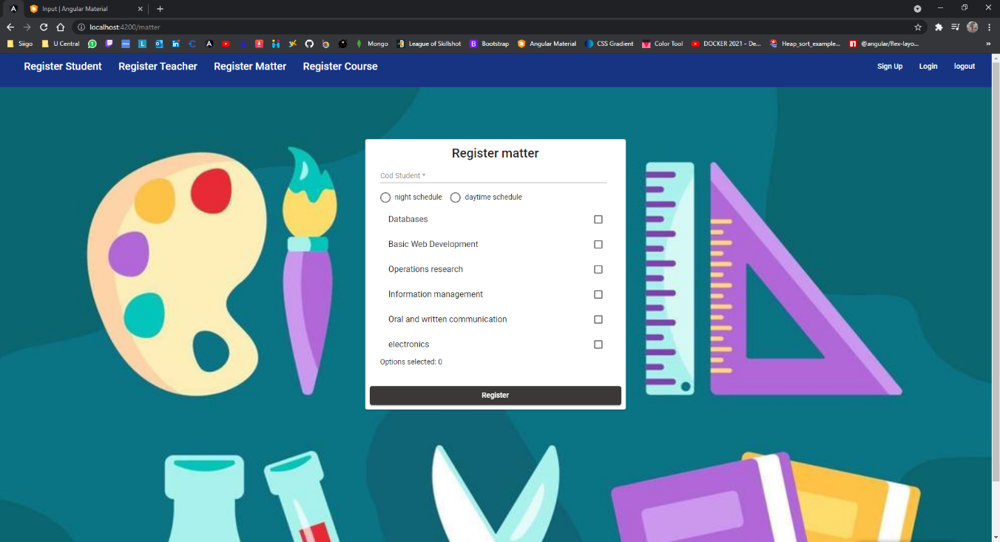 Input | Angular Material
localhost:4200/matter
Siigo U Central Mongo League of Skillshot Bootstrap Angular Material CSS Gradient Color Tool DOCKER 2021 - De... Heap_sort_example... @angular/flex-layo...
Register Student Register Teacher Register Matter Register Course Sign Up Login logout
Register matter
Cod Student *
night schedule daytime schedule
Databases
Basic Web Development
Operations research
Information management
Oral and written communication
electronics
Options selected: 0
Register